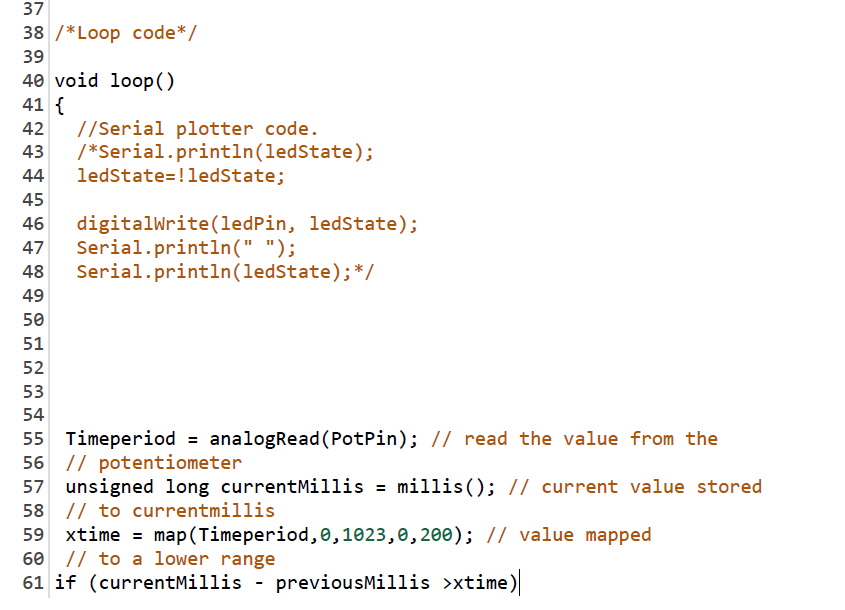 37
38 /*Loop code*/
39
40 void loop()
41 {
42 //Serial plotter code.
43 /*Serial.println(ledState);
44 ledState=!ledState;
45
46 digitalWrite(ledPin, ledState);
47 Serial.println(" ");
48 Serial.println(ledState);*/
49
50
51
52
53
54
55 Timeperiod = analogRead(PotPin); // read the value from the
56 // potentiometer
57 unsigned long currentMillis = millis(); // current value stored
58 // to currentmillis
59 xtime = map(Timeperiod,0,1023,0,200); // value mapped
60 // to a lower range
61 if (currentMillis - previousMillis >xtime)